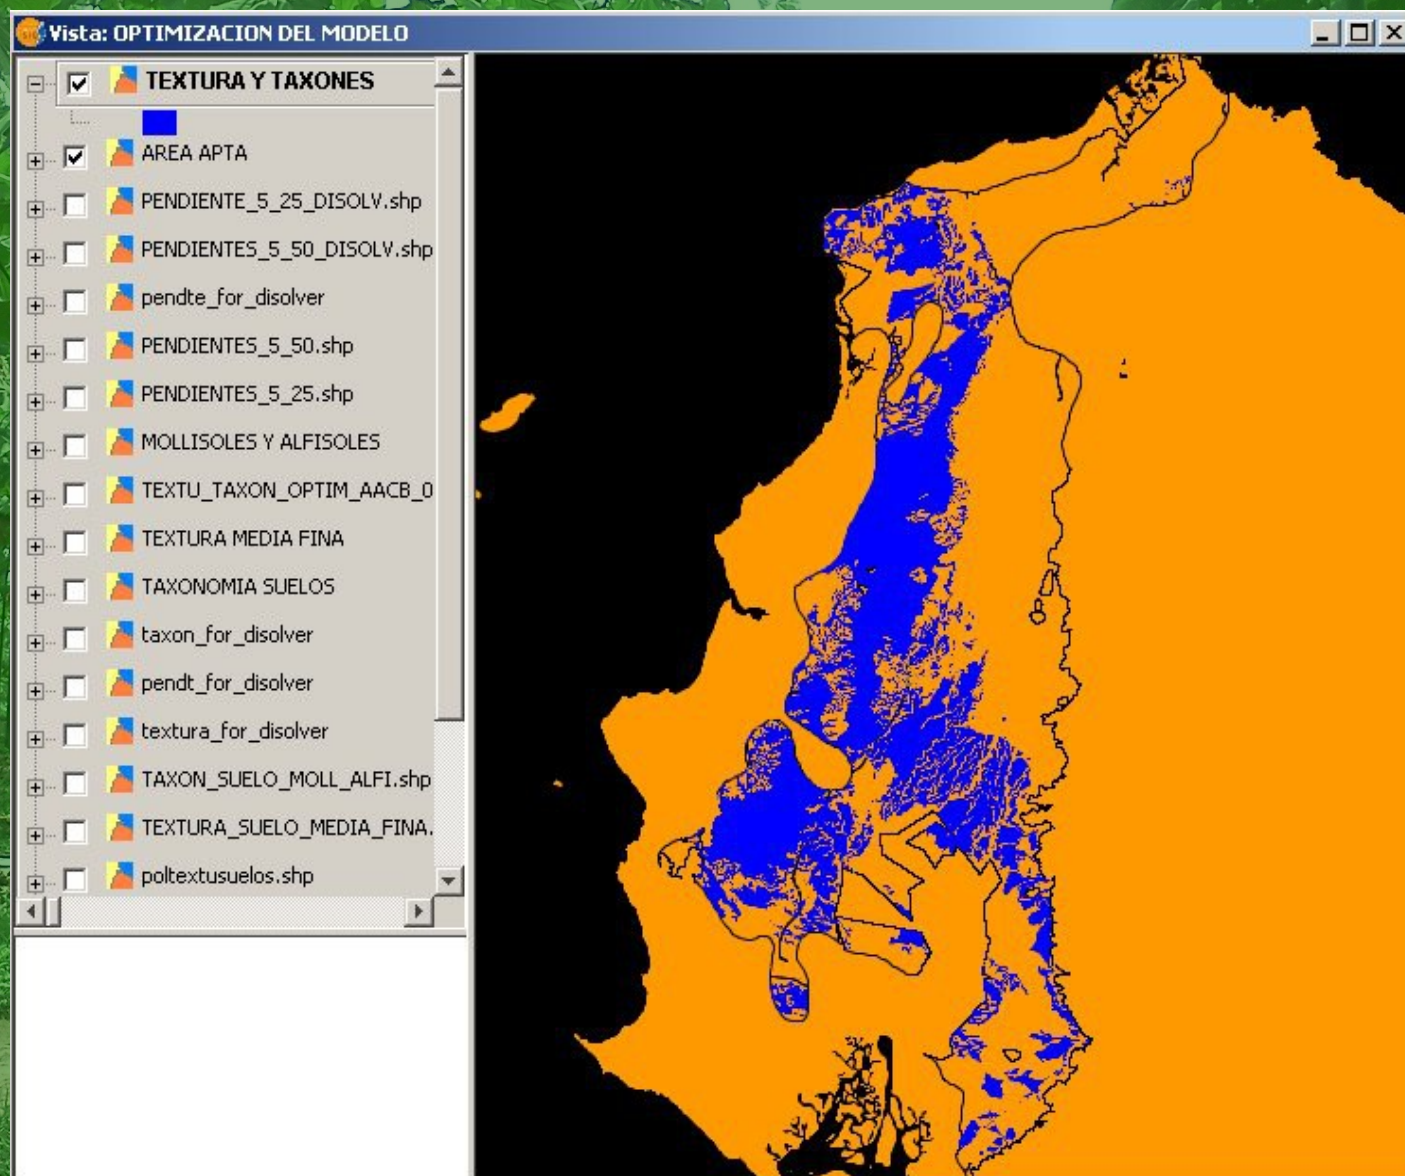 Vista: OPTIMIZACION DEL MODELO
TEXTURA Y TAXONES
AREA APTA
PENDIENTE_5_25_DISOLV.shp
PENDIENTES_5_50_DISOLV.shp
pendte_for_disolver
PENDIENTES_5_50.shp
PENDIENTES_5_25.shp
MOLLISOLES Y ALFISOLES
TEXTU_TAXON_OPTIM_AACB_0
TEXTURA MEDIA FINA
TAXONOMIA SUELOS
taxon_for_disolver
pendt_for_disolver
textura_for_disolver
TAXON_SUELO_MOLL_ALFI.shp
TEXTURA_SUELO_MEDIA_FINA.
poltextusuelos.shp